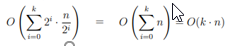 O(∑_{i=0}^{k} 2^i · n/2^i) = O(∑_{i=0}^{k} n) = O(k · n)